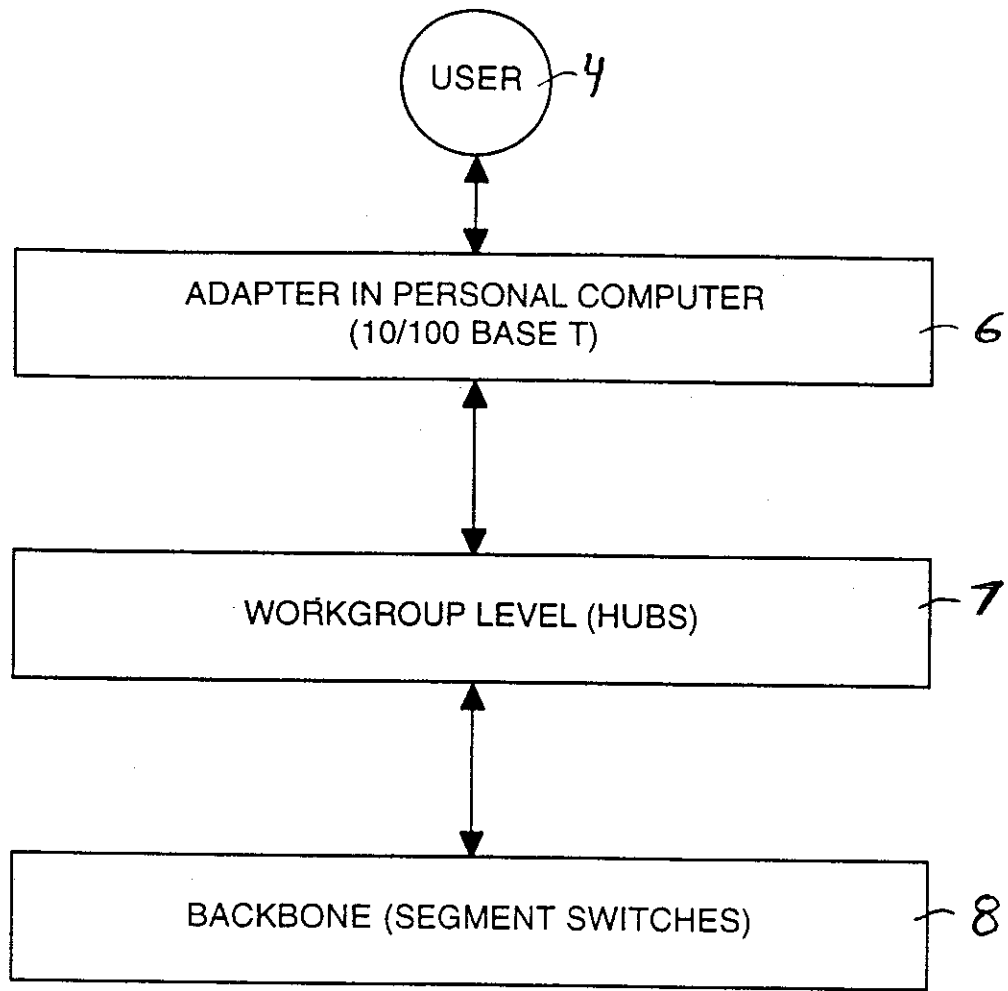 USER 4
ADAPTER IN PERSONAL COMPUTER
(10/100 BASE T)
6
WORKGROUP LEVEL (HUBS) 7
BACKBONE (SEGMENT SWITCHES) 8